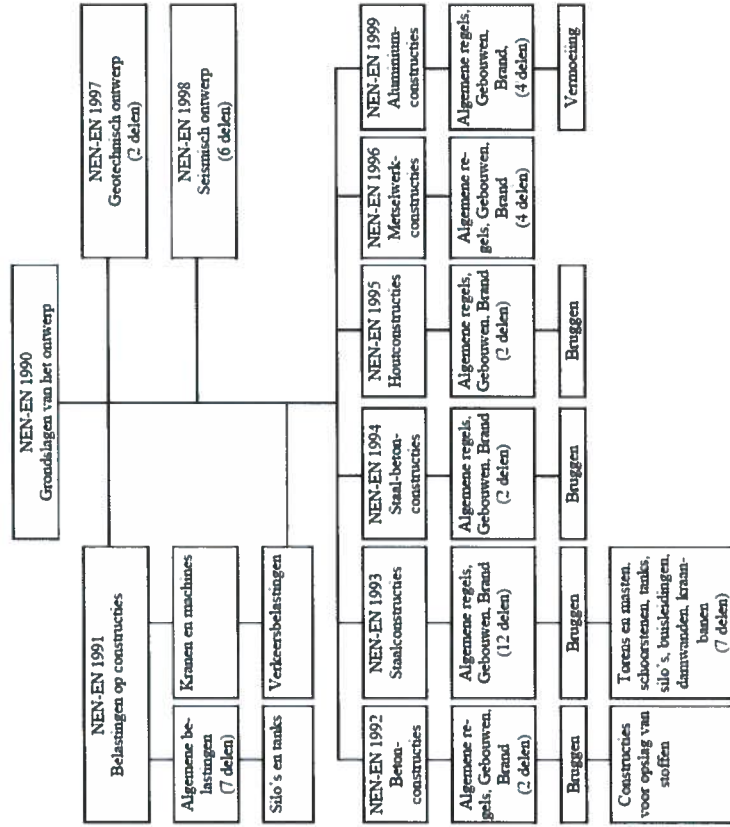 NEN-EN 1990
Grondslagen van het ontwerp
NEN-EN 1991
Belastingen op constructies
NEN-EN 1997
Geotechnisch ontwerp
(2 delen)
Algemene be-
lastingen
(7 delen)
Kranen en machines
NEN-EN 1998
Seismisch ontwerp
(6 delen)
Silo's en tanks
Verkeersbelastingen
NEN-EN 1992
Beton-
constructies
NEN-EN 1993
Staalconstructies
NEN-EN 1994
Staal-beton-
constructies
NEN-EN 1995
Houtconstructies
NEN-EN 1996
Metselwerk-
constructies
NEN-EN 1999
Aluminium-
constructies
Algemene re-
gels, Gebouwen,
Brand
(2 delen)
Algemene regels,
Gebouwen, Brand
(12 delen)
Algemene regels,
Gebouwen, Brand
(2 delen)
Algemene regels,
Gebouwen, Brand
(2 delen)
Algemene re-
gels, Gebouwen,
Brand
(4 delen)
Algemene regels,
Gebouwen,
Brand,
(4 delen)
Bruggen
Bruggen
Bruggen
Bruggen
Vermoeiing
Constructies
voor opslag van
stoffen
Torens en masten,
schoorstenen, tanks,
silo's, buisleidingen,
damwanden, kraan-
banen
(7 delen)